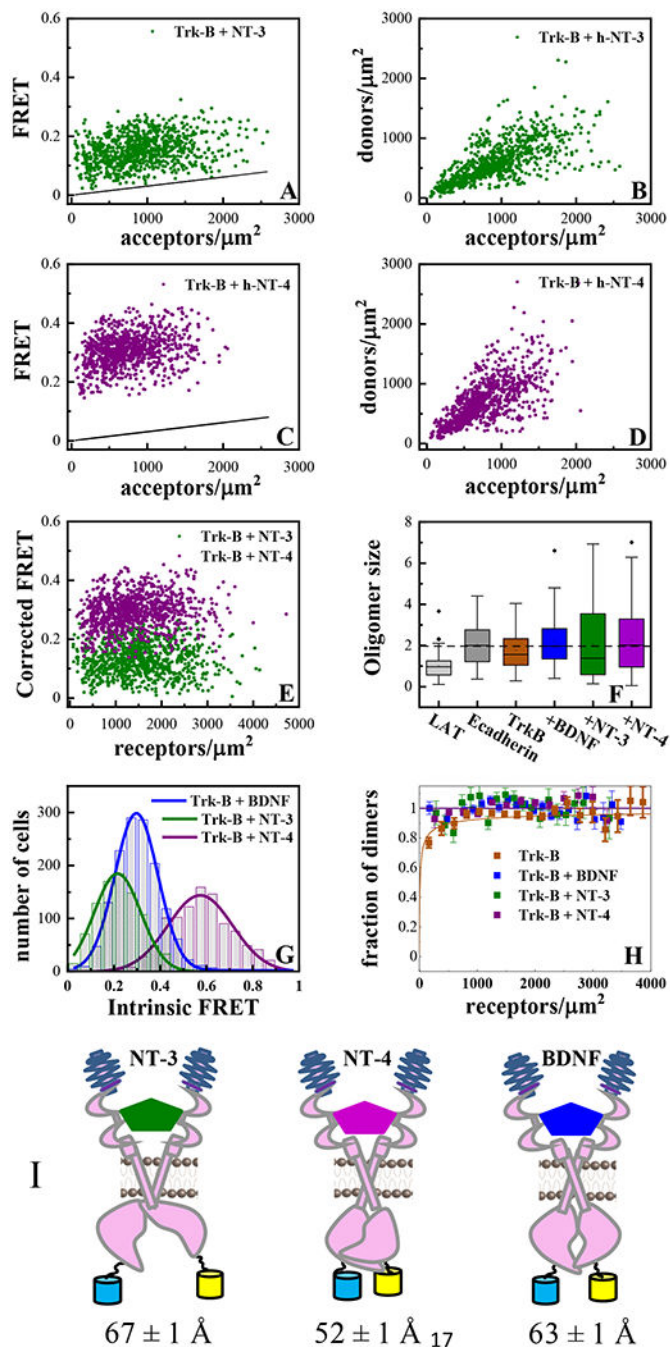 0.6
Trk-B + NT-3
FRET
0.4
0.2
0
0
1000
2000
3000
A
acceptors/μm²
3000
Trk-B + h-NT-3
donors/μm²
2000
1000
0
0
1000
2000
3000
B
acceptors/μm²
0.6
Trk-B + h-NT-4
FRET
0.4
0.2
0
0
1000
2000
3000
C
acceptors/μm²
3000
Trk-B + h-NT-4
donors/μm²
2000
1000
0
0
1000
2000
3000
D
acceptors/μm²
0.6
Trk-B + NT-3
Trk-B + NT-4
Corrected FRET
0.4
0.2
0
0
1000
2000
3000
4000
5000
E
receptors/μm²
8
Oligomer size
6
4
2
0
F
LAT
Ecadherin
TrkB
+BDNF
+NT-3
+NT-4
Trk-B + BDNF
Trk-B + NT-3
Trk-B + NT-4
number of cells
300
200
100
0
0
0.2
0.4
0.6
0.8
1
G
Intrinsic FRET
fraction of dimers
1
0.8
0.6
0.4
0.2
0
Trk-B
Trk-B + BDNF
Trk-B + NT-3
Trk-B + NT-4
H
0
1000
2000
3000
4000
receptors/μm²
I
NT-3
NT-4
BDNF
67 ± 1 Å
52 ± 1 Å 17
63 ± 1 Å